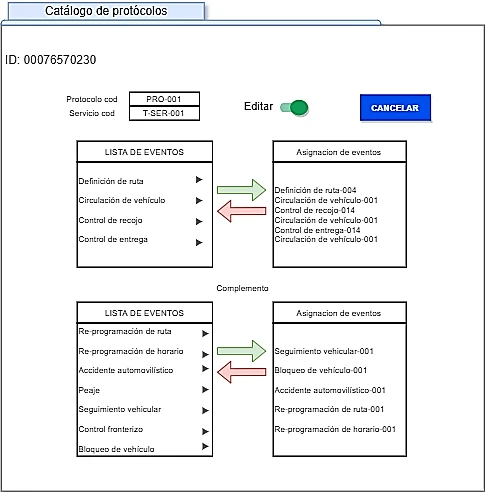 Catálogo de protócolos
ID: 00076570230
Protocolo cod PRO-001
Servicio cod T-SER-001
Editar
CANCELAR
LISTA DE EVENTOS
Definición de ruta
Circulación de vehículo
Control de recojo
Control de entrega
Asignacion de eventos
Definición de ruta-004
Circulación de vehículo-001
Control de recojo-014
Circulación de vehículo-001
Control de entrega-014
Circulación de vehículo-001
Complemento
LISTA DE EVENTOS
Re-programación de ruta
Re-programación de horario
Accidente automovilístico
Peaje
Seguimiento vehicular
Control fronterizo
Bloqueo de vehículo
Asignacion de eventos
Seguimiento vehicular-001
Bloqueo de vehículo-001
Accidente automovilístico-001
Re-programación de ruta-001
Re-programación de horario-001